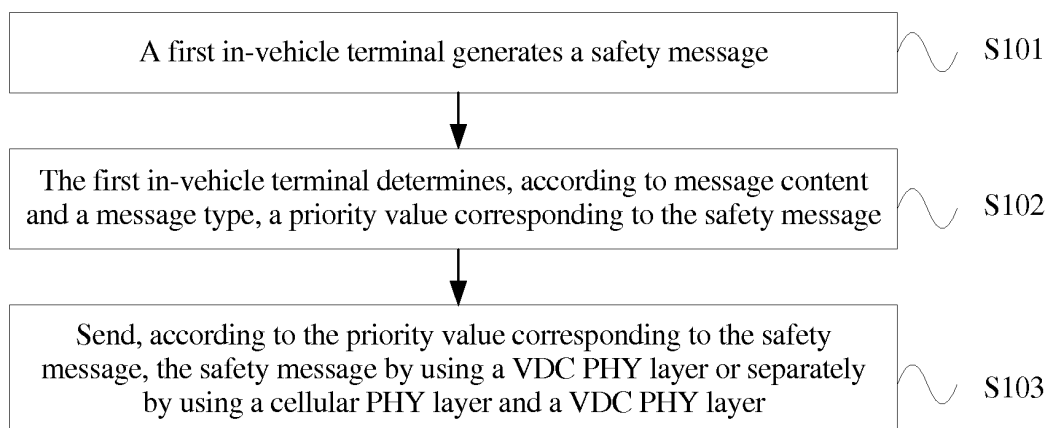 A first in-vehicle terminal generates a safety message
S101
The first in-vehicle terminal determines, according to message content
and a message type, a priority value corresponding to the safety message
S102
Send, according to the priority value corresponding to the safety
message, the safety message by using a VDC PHY layer or separately
by using a cellular PHY layer and a VDC PHY layer
S103